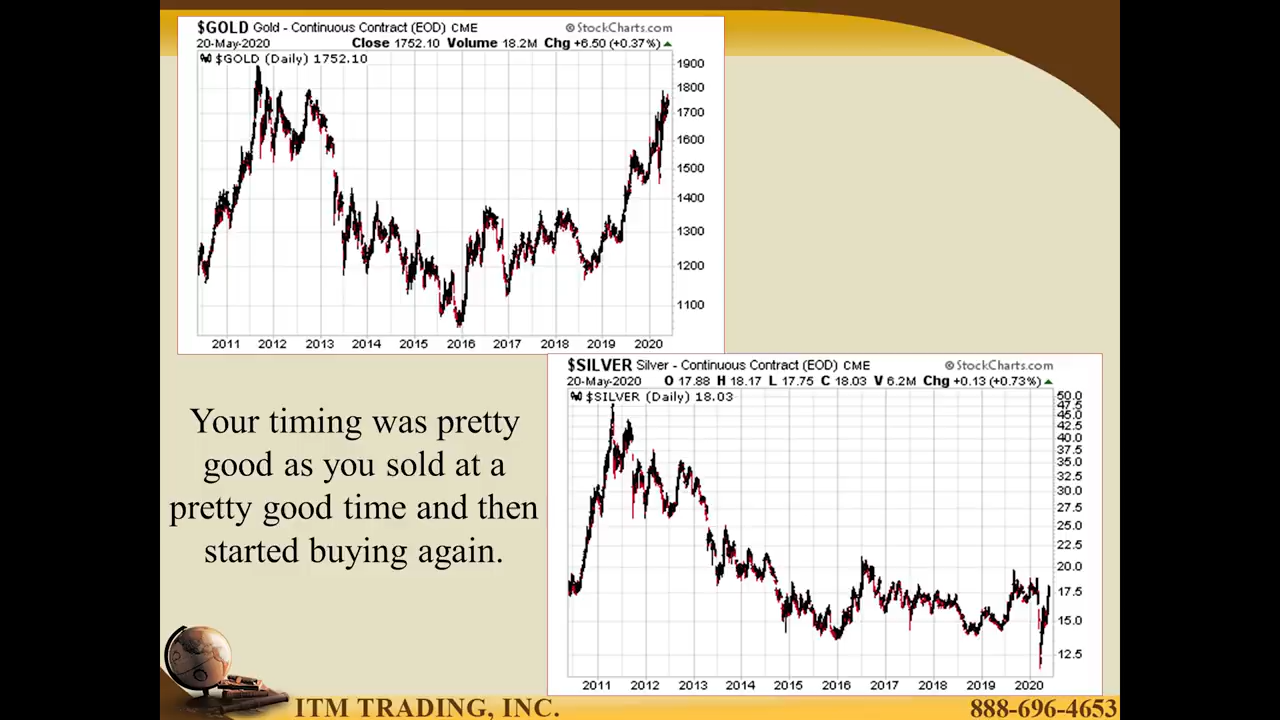 $GOLD Gold - Continuous Contract (EOD) CME ® StockCharts.com
20-May-2020 Close 1752.10 Volume 18.2M Chg +6.50 (+0.37%)
$GOLD (Daily) 1752.10
1900
1800
1700
1600
1500
1400
1300
1200
1100
2011 2012 2013 2014 2015 2016 2017 2018 2019 2020
$SILVER Silver - Continuous Contract (EOD) CME ® StockCharts.com
20-May-2020 O 17.88 H 18.17 L 17.75 C 18.03 V 6.2M Chg +0.13 (+0.73%)
$SILVER (Daily) 18.03
50.0
47.5
45.0
42.5
40.0
37.5
35.0
32.5
30.0
27.5
25.0
22.5
20.0
17.5
15.0
12.5
2011 2012 2013 2014 2015 2016 2017 2018 2019 2020
Your timing was pretty
good as you sold at a
pretty good time and then
started buying again.
ITM TRADING, INC.
888-696-4653